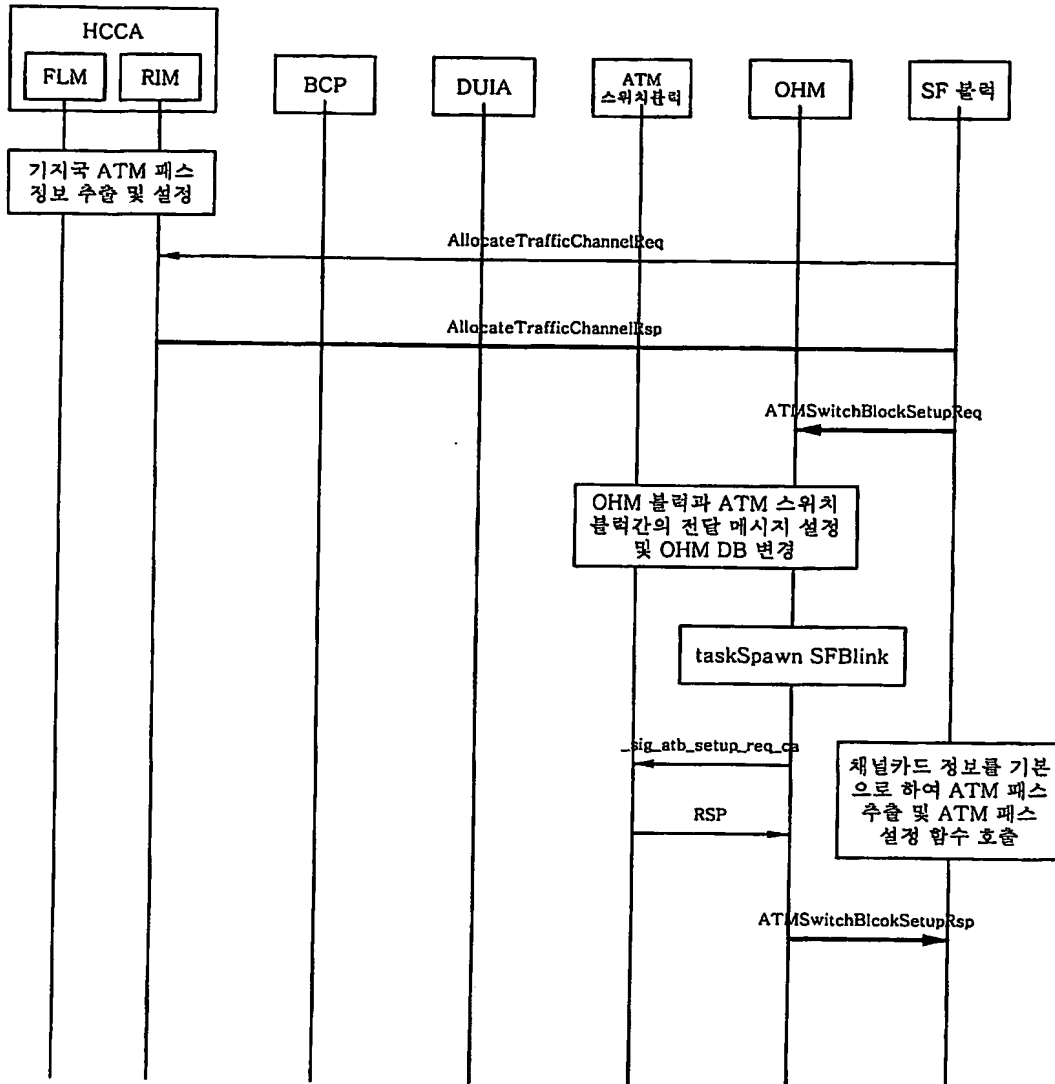 HCCA
FLM
RIM
BCP
DUIA
ATM
스위치블럭
OHM
SF 블럭
기지국 ATM 패스
정보 추출 및 설정
AllocateTrafficChannelReq
AllocateTrafficChannelRsp
ATMSwitchBlockSetupReq
OHM 블럭과 ATM 스위치
블럭간의 전달 메시지 설정
및 OHM DB 변경
taskSpawn SFBlink
_sig_atb_setup_req_ca
채널카드 정보를 기본
으로 하여 ATM 패스
추출 및 ATM 패스
설정 함수 호출
RSP
ATMSwitchBlcokSetupRsp